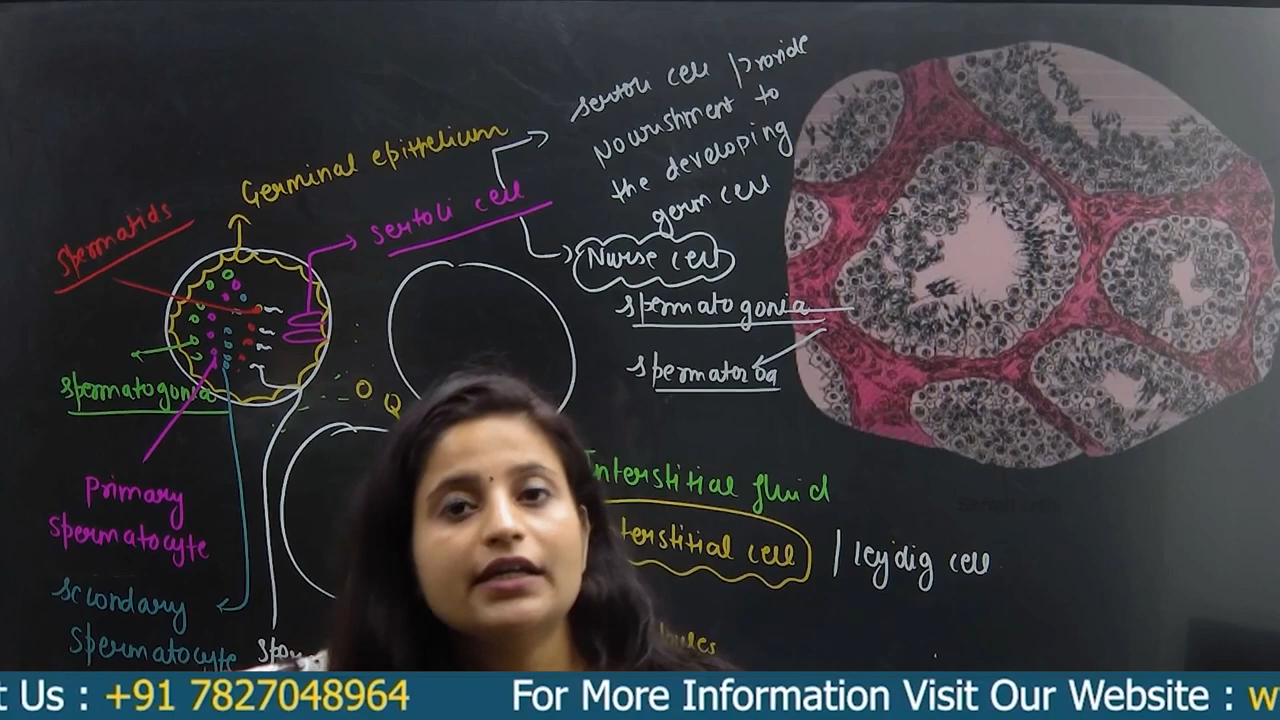 Sertoli cell / Provide
Nourishment to
the developing
germ cell
Germinal epithelium
Sertoli cell
Spermatids
Nurse cell
Spermatogonia
Spermatozoa
Spermatogonia
Primary
Spermatocyte
Interstitial fluid
terstitial cell / leydig cell
Secondary
Spermatocyte
t Us : +91 7827048964 For More Information Visit Our Website : w